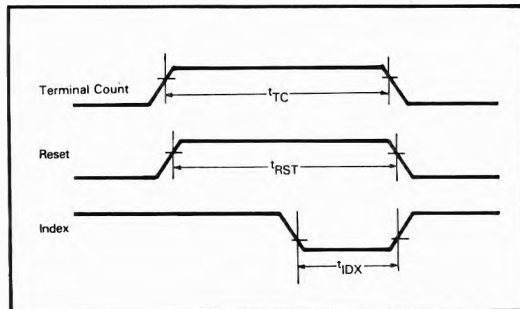 Terminal Count
tTC
Reset
tRST
Index
tIDX